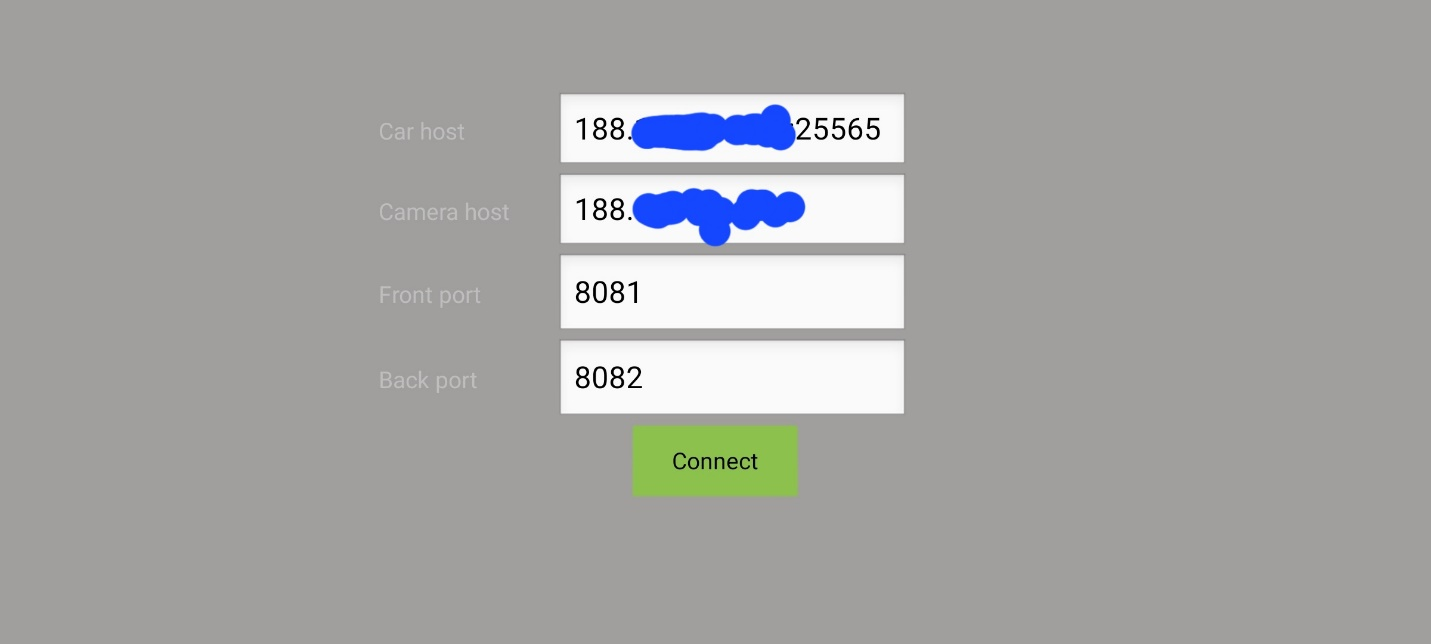 Car host 188. 25565
Camera host 188.
Front port 8081
Back port 8082
Connect